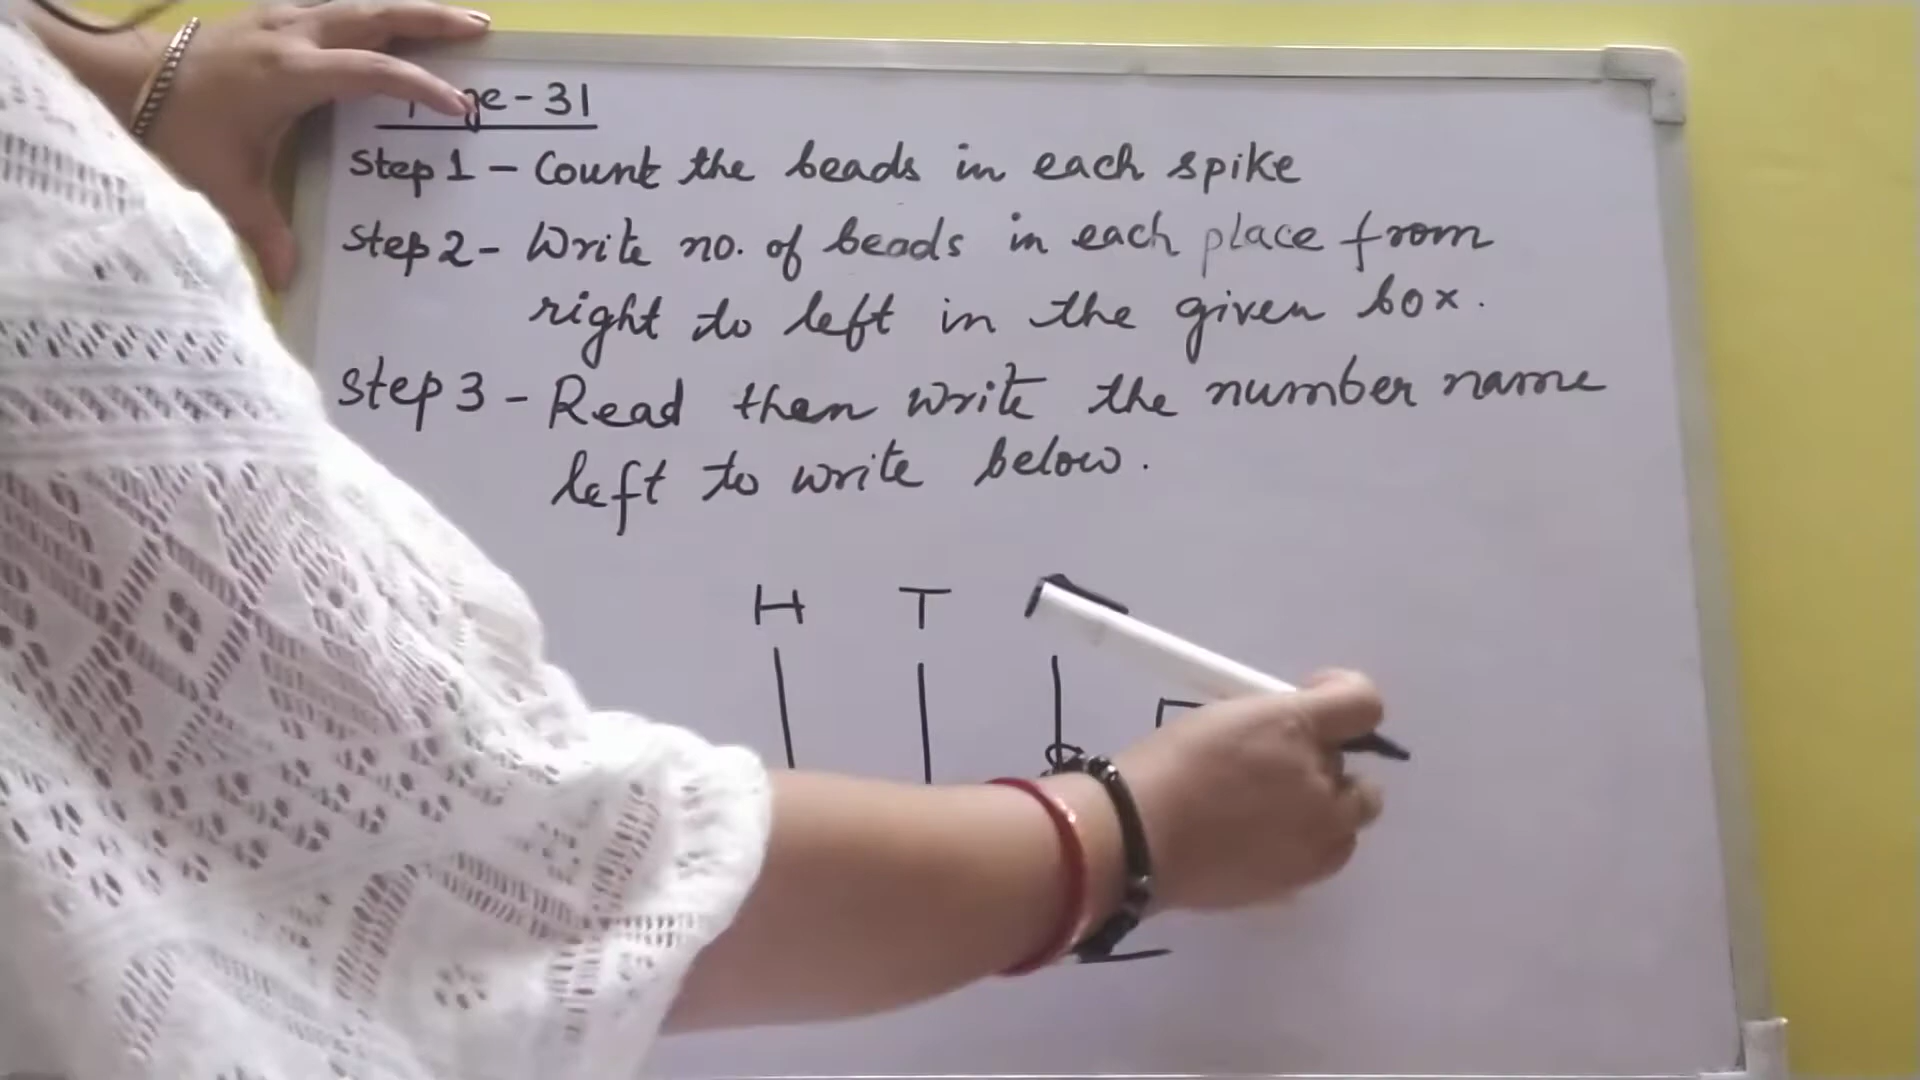 -31
Step 1 - Count the beads in each spike
Step 2 - Write no. of beads in each place from
right to left in the given box.
Step 3 - Read then write the number name
left to write below.
H T